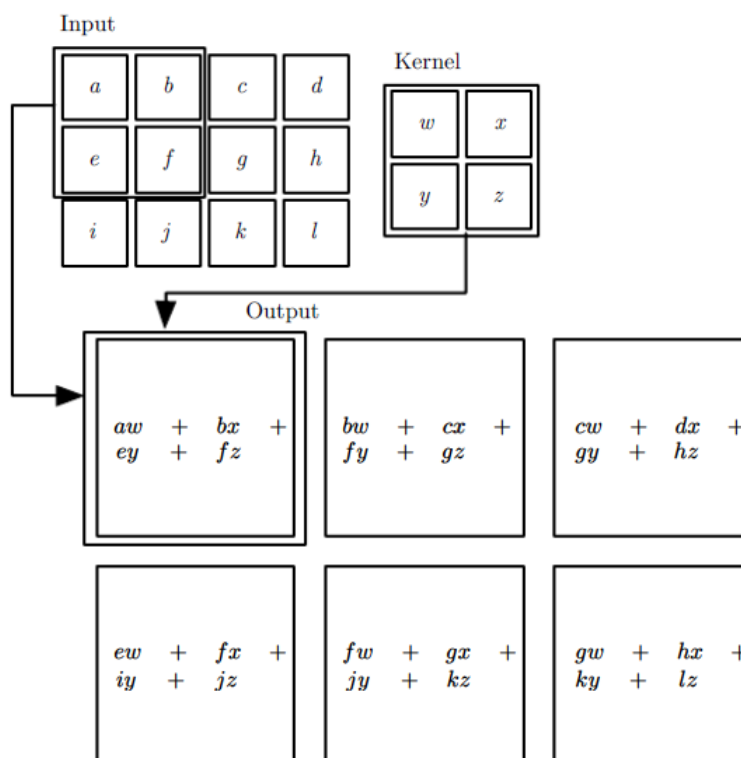 Input
a b c d
e f g h
i j k l
Kernel
w x
y z
Output
aw + bx +
ey + fz
bw + cx +
fy + gz
cw + dx +
gy + hz
ew + fx +
iy + jz
fw + gx +
jy + kz
gw + hx +
ky + lz